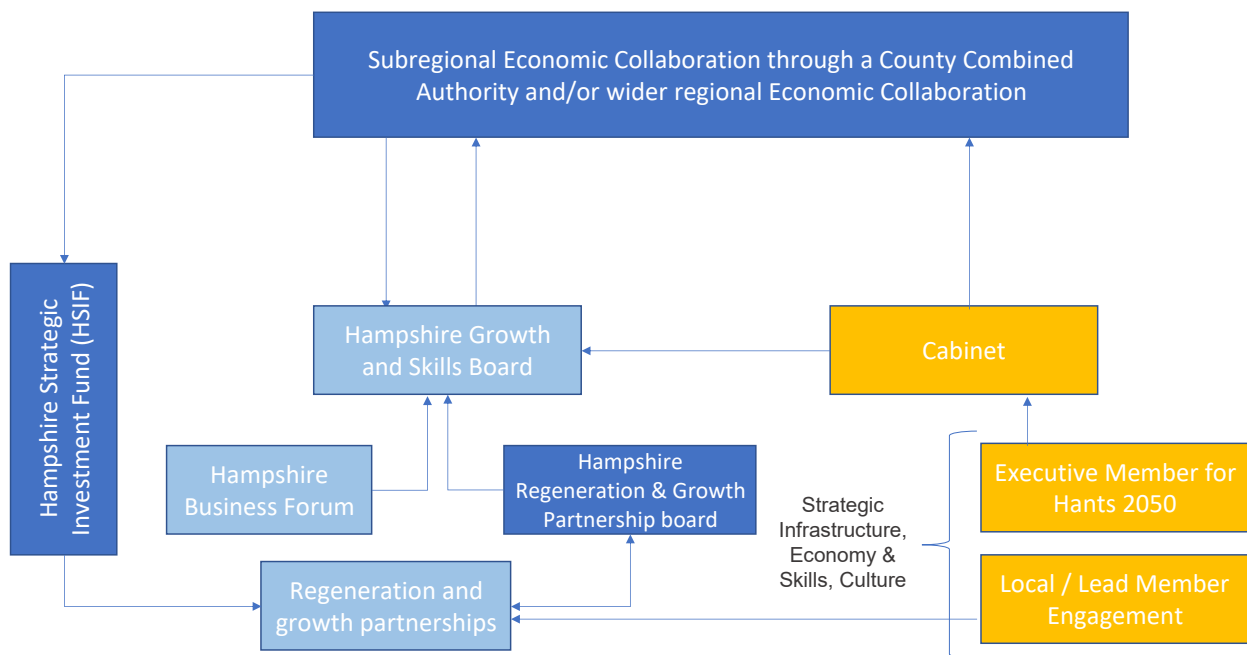 Subregional Economic Collaboration through a County Combined
Authority and/or wider regional Economic Collaboration
Hampshire Strategic
Investment Fund (HSIF)
Hampshire Growth
and Skills Board
Cabinet
Hampshire
Business Forum
Hampshire
Regeneration & Growth
Partnership board
Strategic
Infrastructure,
Economy &
Skills, Culture
Executive Member for
Hants 2050
Regeneration and
growth partnerships
Local / Lead Member
Engagement